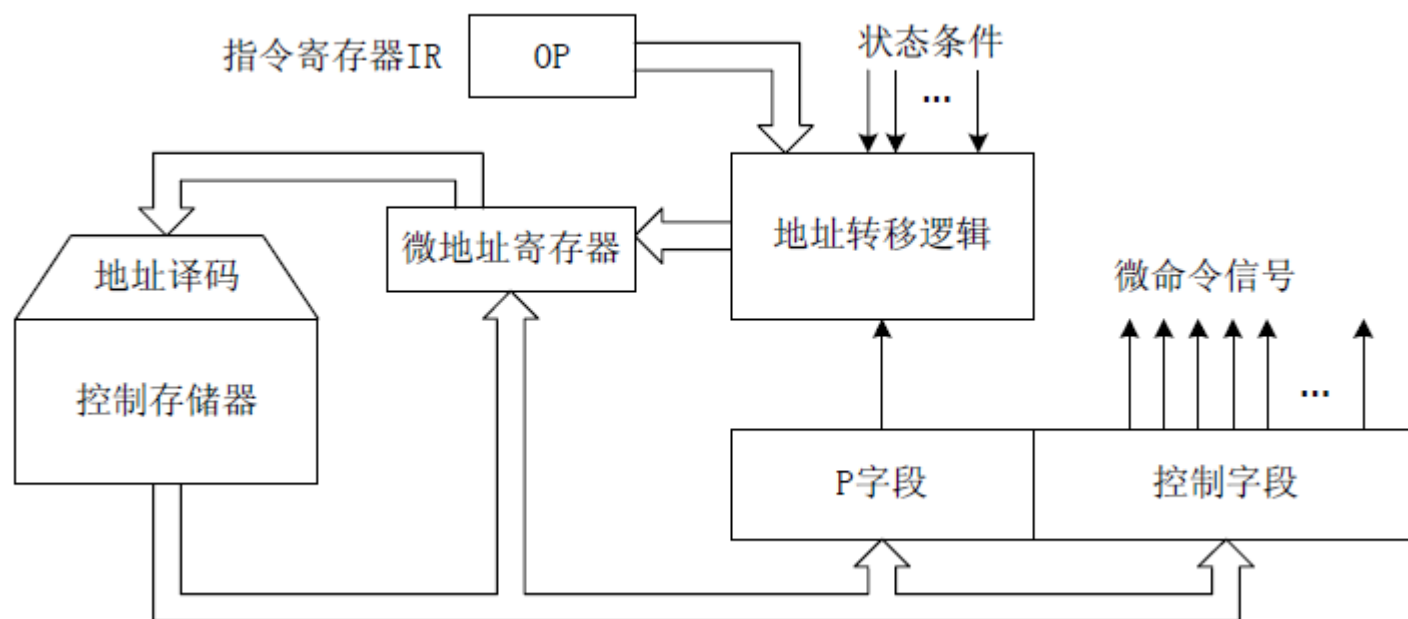 指令寄存器IR
OP
状态条件
...
微地址寄存器
地址转移逻辑
地址译码
微命令信号
控制存储器
...
P字段
控制字段